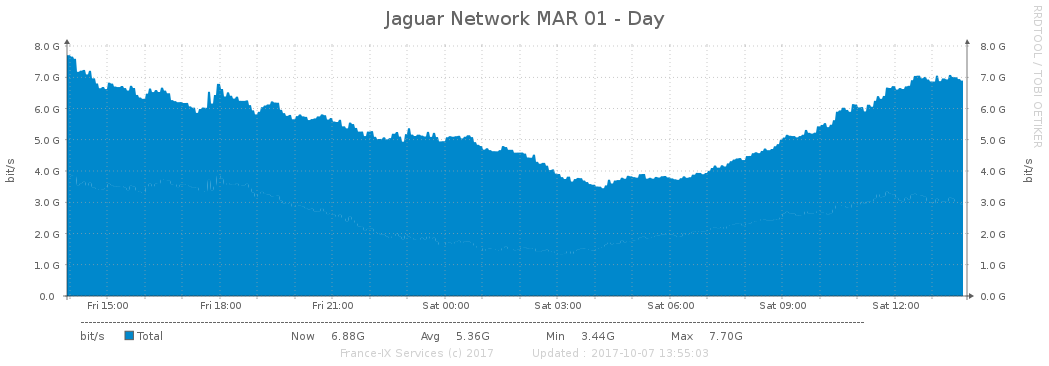 Jaguar Network MAR 01 - Day
RRDTOOL / TOBI OETIKER
8.0 G 8.0 G
7.0 G 7.0 G
6.0 G 6.0 G
5.0 G 5.0 G
4.0 G 4.0 G
3.0 G 3.0 G
2.0 G 2.0 G
1.0 G 1.0 G
0.0 0.0 G
bit/s
bit/s
Fri 15:00 Fri 18:00 Fri 21:00 Sat 00:00 Sat 03:00 Sat 06:00 Sat 09:00 Sat 12:00
bit/s Total Now 6.88G Avg 5.36G Min 3.44G Max 7.70G
France-IX Services (c) 2017 Updated : 2017-10-07 13:55:03